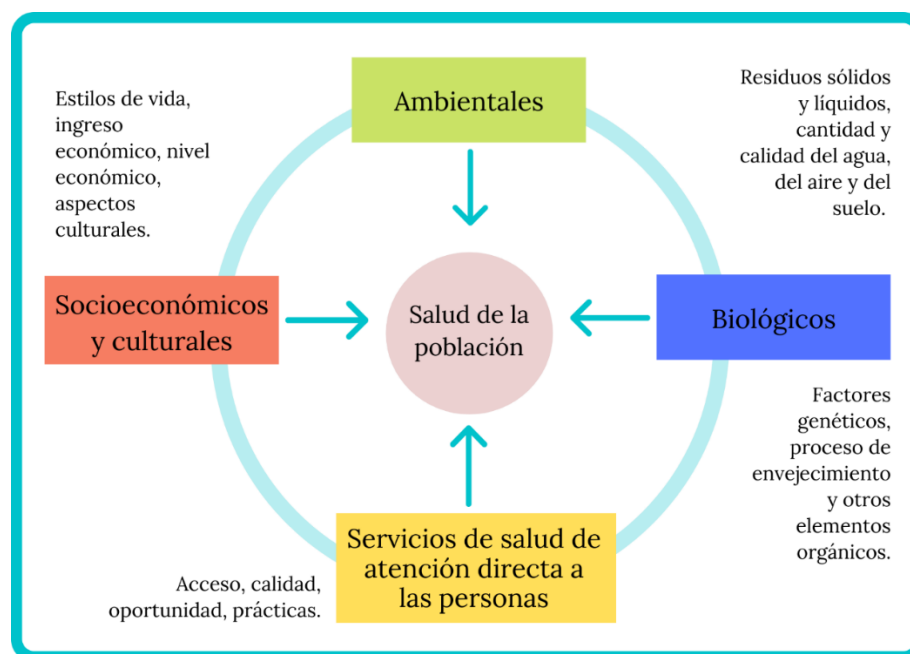 Ambientales
Residuos sólidos
y líquidos,
cantidad y
calidad del agua,
del aire y del
suelo.
Estilos de vida,
ingreso
económico, nivel
económico,
aspectos
culturales.
Socioeconómicos
y culturales
Salud de la
población
Biológicos
Factores
genéticos,
proceso de
envejecimiento
y otros
elementos
orgánicos.
Servicios de salud de
atención directa a
las personas
Acceso, calidad,
oportunidad, prácticas.